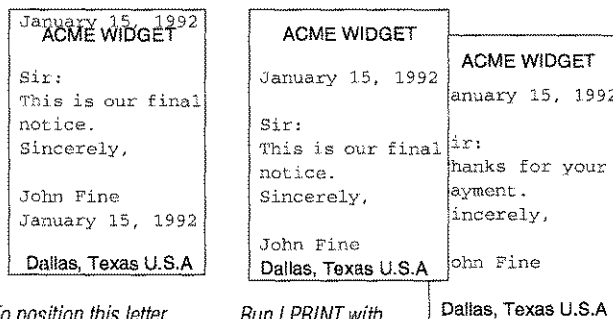 January 15, 1992
ACME WIDGET
Sir:
This is our final
notice.
Sincerely,
John Fine
January 15, 1992
Dallas, Texas U.S.A
ACME WIDGET
January 15, 1992
Sir:
This is our final
notice.
Sincerely,
John Fine
Dallas, Texas U.S.A
ACME WIDGET
anuary 15, 1992
ir:
hanks for your
ayment.
incerely,
ohn Fine
Dallas, Texas U.S.A
To position this letter
Run LPRINT with